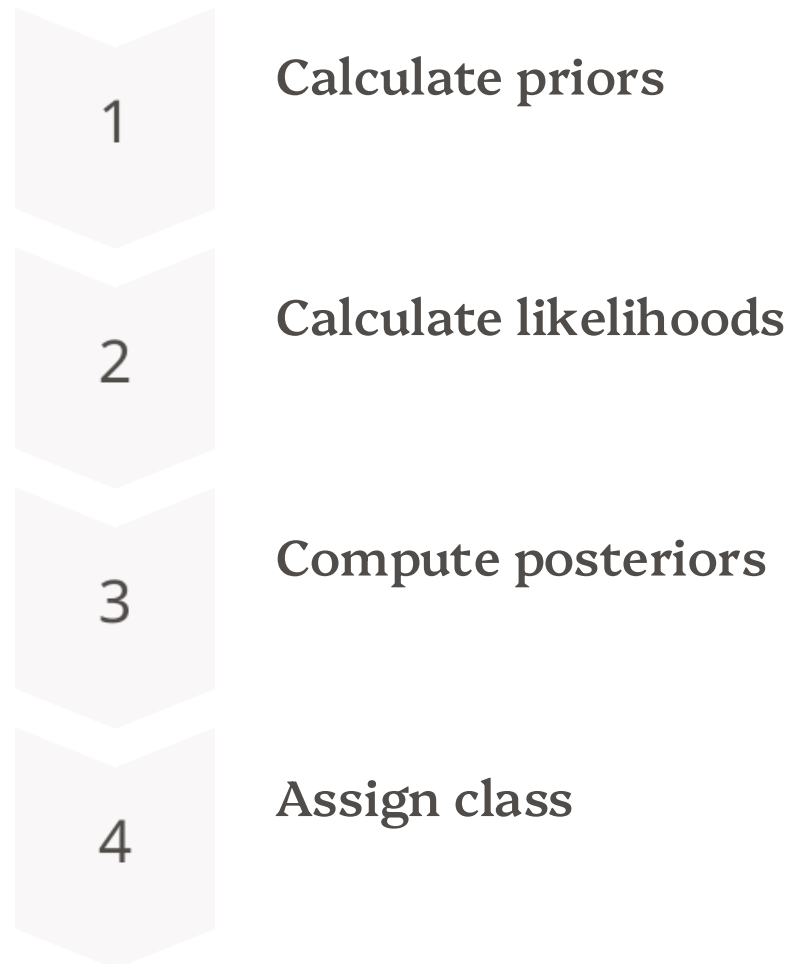 1
Calculate priors
2
Calculate likelihoods
3
Compute posteriors
4
Assign class